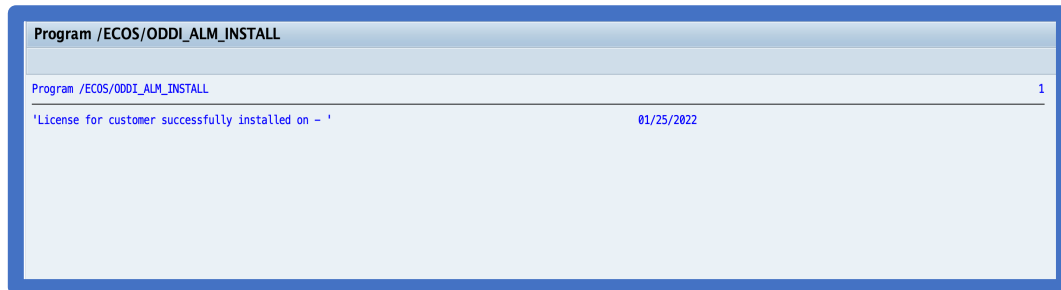 Program /ECOS/ODDI_ALM_INSTALL
Program /ECOS/ODDI_ALM_INSTALL 1
'License for customer successfully installed on – ' 01/25/2022